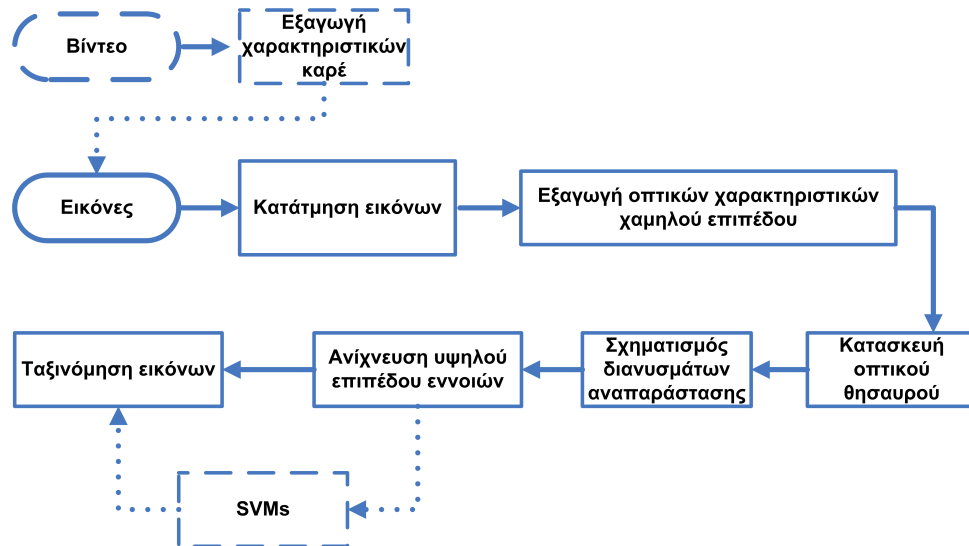 Βίντεο
Εξαγωγή
χαρακτηριστικών
καρέ
Εικόνες
Κατάτμηση εικόνων
Εξαγωγή οπτικών χαρακτηριστικών
χαμηλού επιπέδου
Ταξινόμηση εικόνων
Ανίχνευση υψηλού
επιπέδου εννοιών
Σχηματισμός
διανυσμάτων
αναπαράστασης
Κατασκευή
οπτικού
θησαυρού
SVMs